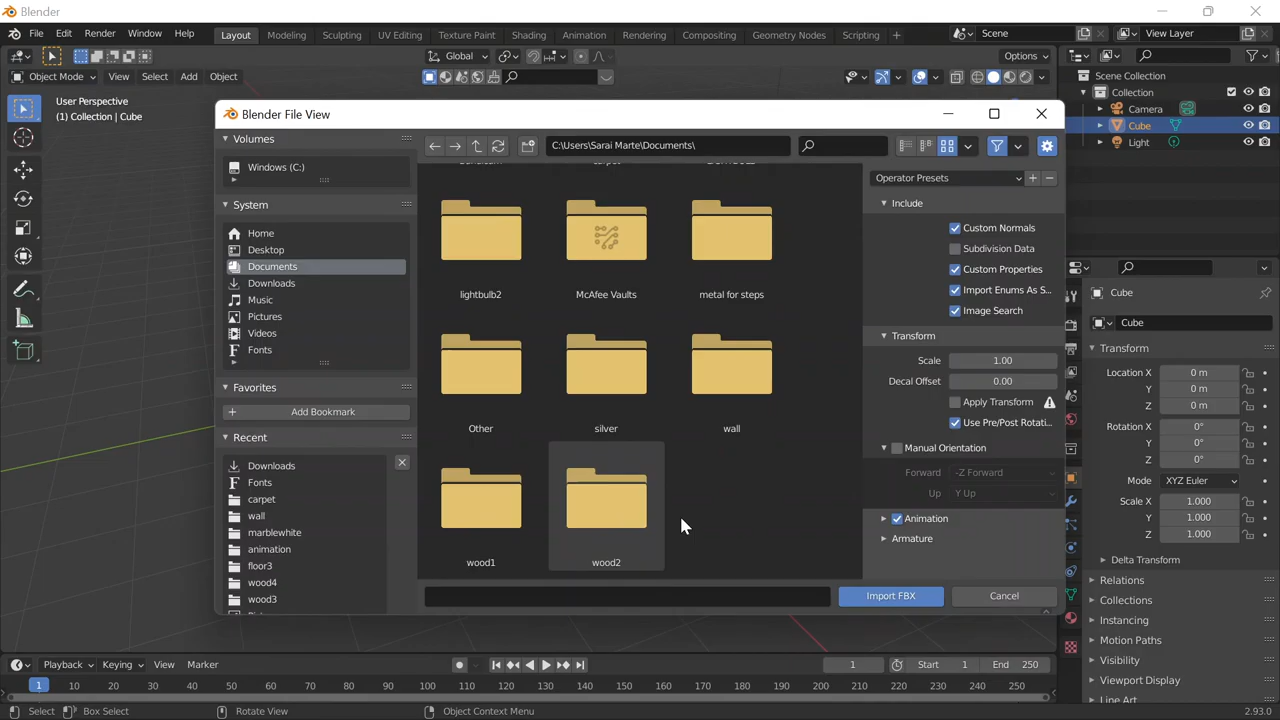 Blender
File Edit Render Window Help Layout Modeling Sculpting UV Editing Texture Paint Shading Animation Rendering Compositing Geometry Nodes Scripting Scene View Layer
Global Options
Object Mode View Select Add Object
User Perspective
(1) Collection | Cube
Scene Collection
Collection
Camera
Cube
Light
Blender File View
Volumes
Windows (C:)
System
Home
Desktop
Documents
Downloads
Music
Pictures
Videos
Fonts
Favorites
Add Bookmark
Recent
Downloads
Fonts
carpet
wall
marblewhite
animation
floor3
wood4
wood3
C:\Users\Sarai Marte\Documents\
lightbulb2 McAfee Vaults metal for steps
Other silver wall
wood1 wood2
Operator Presets
Include
Custom Normals
Subdivision Data
Custom Properties
Import Enums As S...
Image Search
Transform
Scale 1.00
Decal Offset 0.00
Apply Transform
Use Pre/Post Rotati...
Manual Orientation
Forward -Z Forward
Up Y Up
Animation
Armature
Import FBX Cancel
Cube
Cube
Transform
Location X 0 m
Y 0 m
Z 0 m
Rotation X 0°
Y 0°
Z 0°
Mode XYZ Euler
Scale X 1.000
Y 1.000
Z 1.000
Delta Transform
Relations
Collections
Instancing
Motion Paths
Visibility
Viewport Display
Line Art
Playback Keying View Marker 1 Start 1 End 250
1 10 20 30 40 50 60 70 80 90 100 110 120 130 140 150 160 170 180 190 200 210 220 230 240 250
Select Box Select Rotate View Object Context Menu 2.93.0